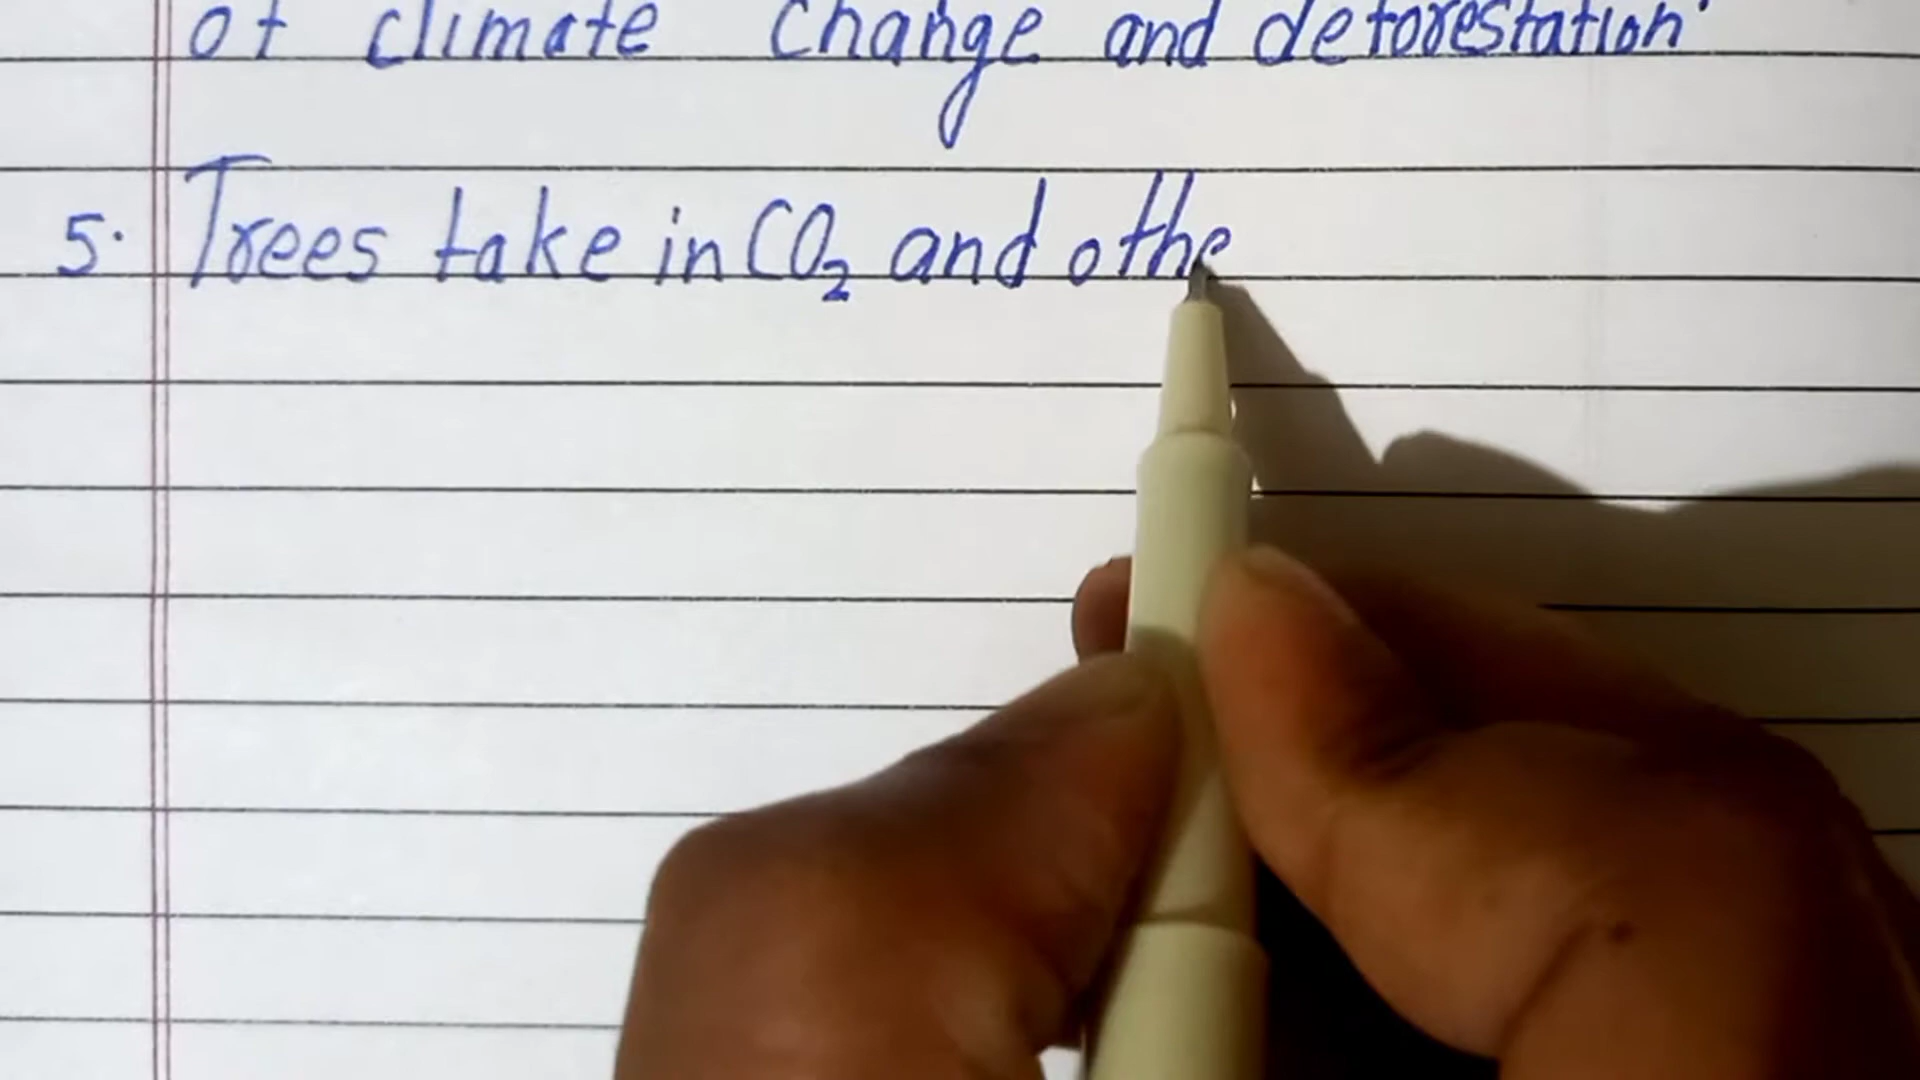 of climate change and deforestation.
5. Trees take in CO₂ and othe